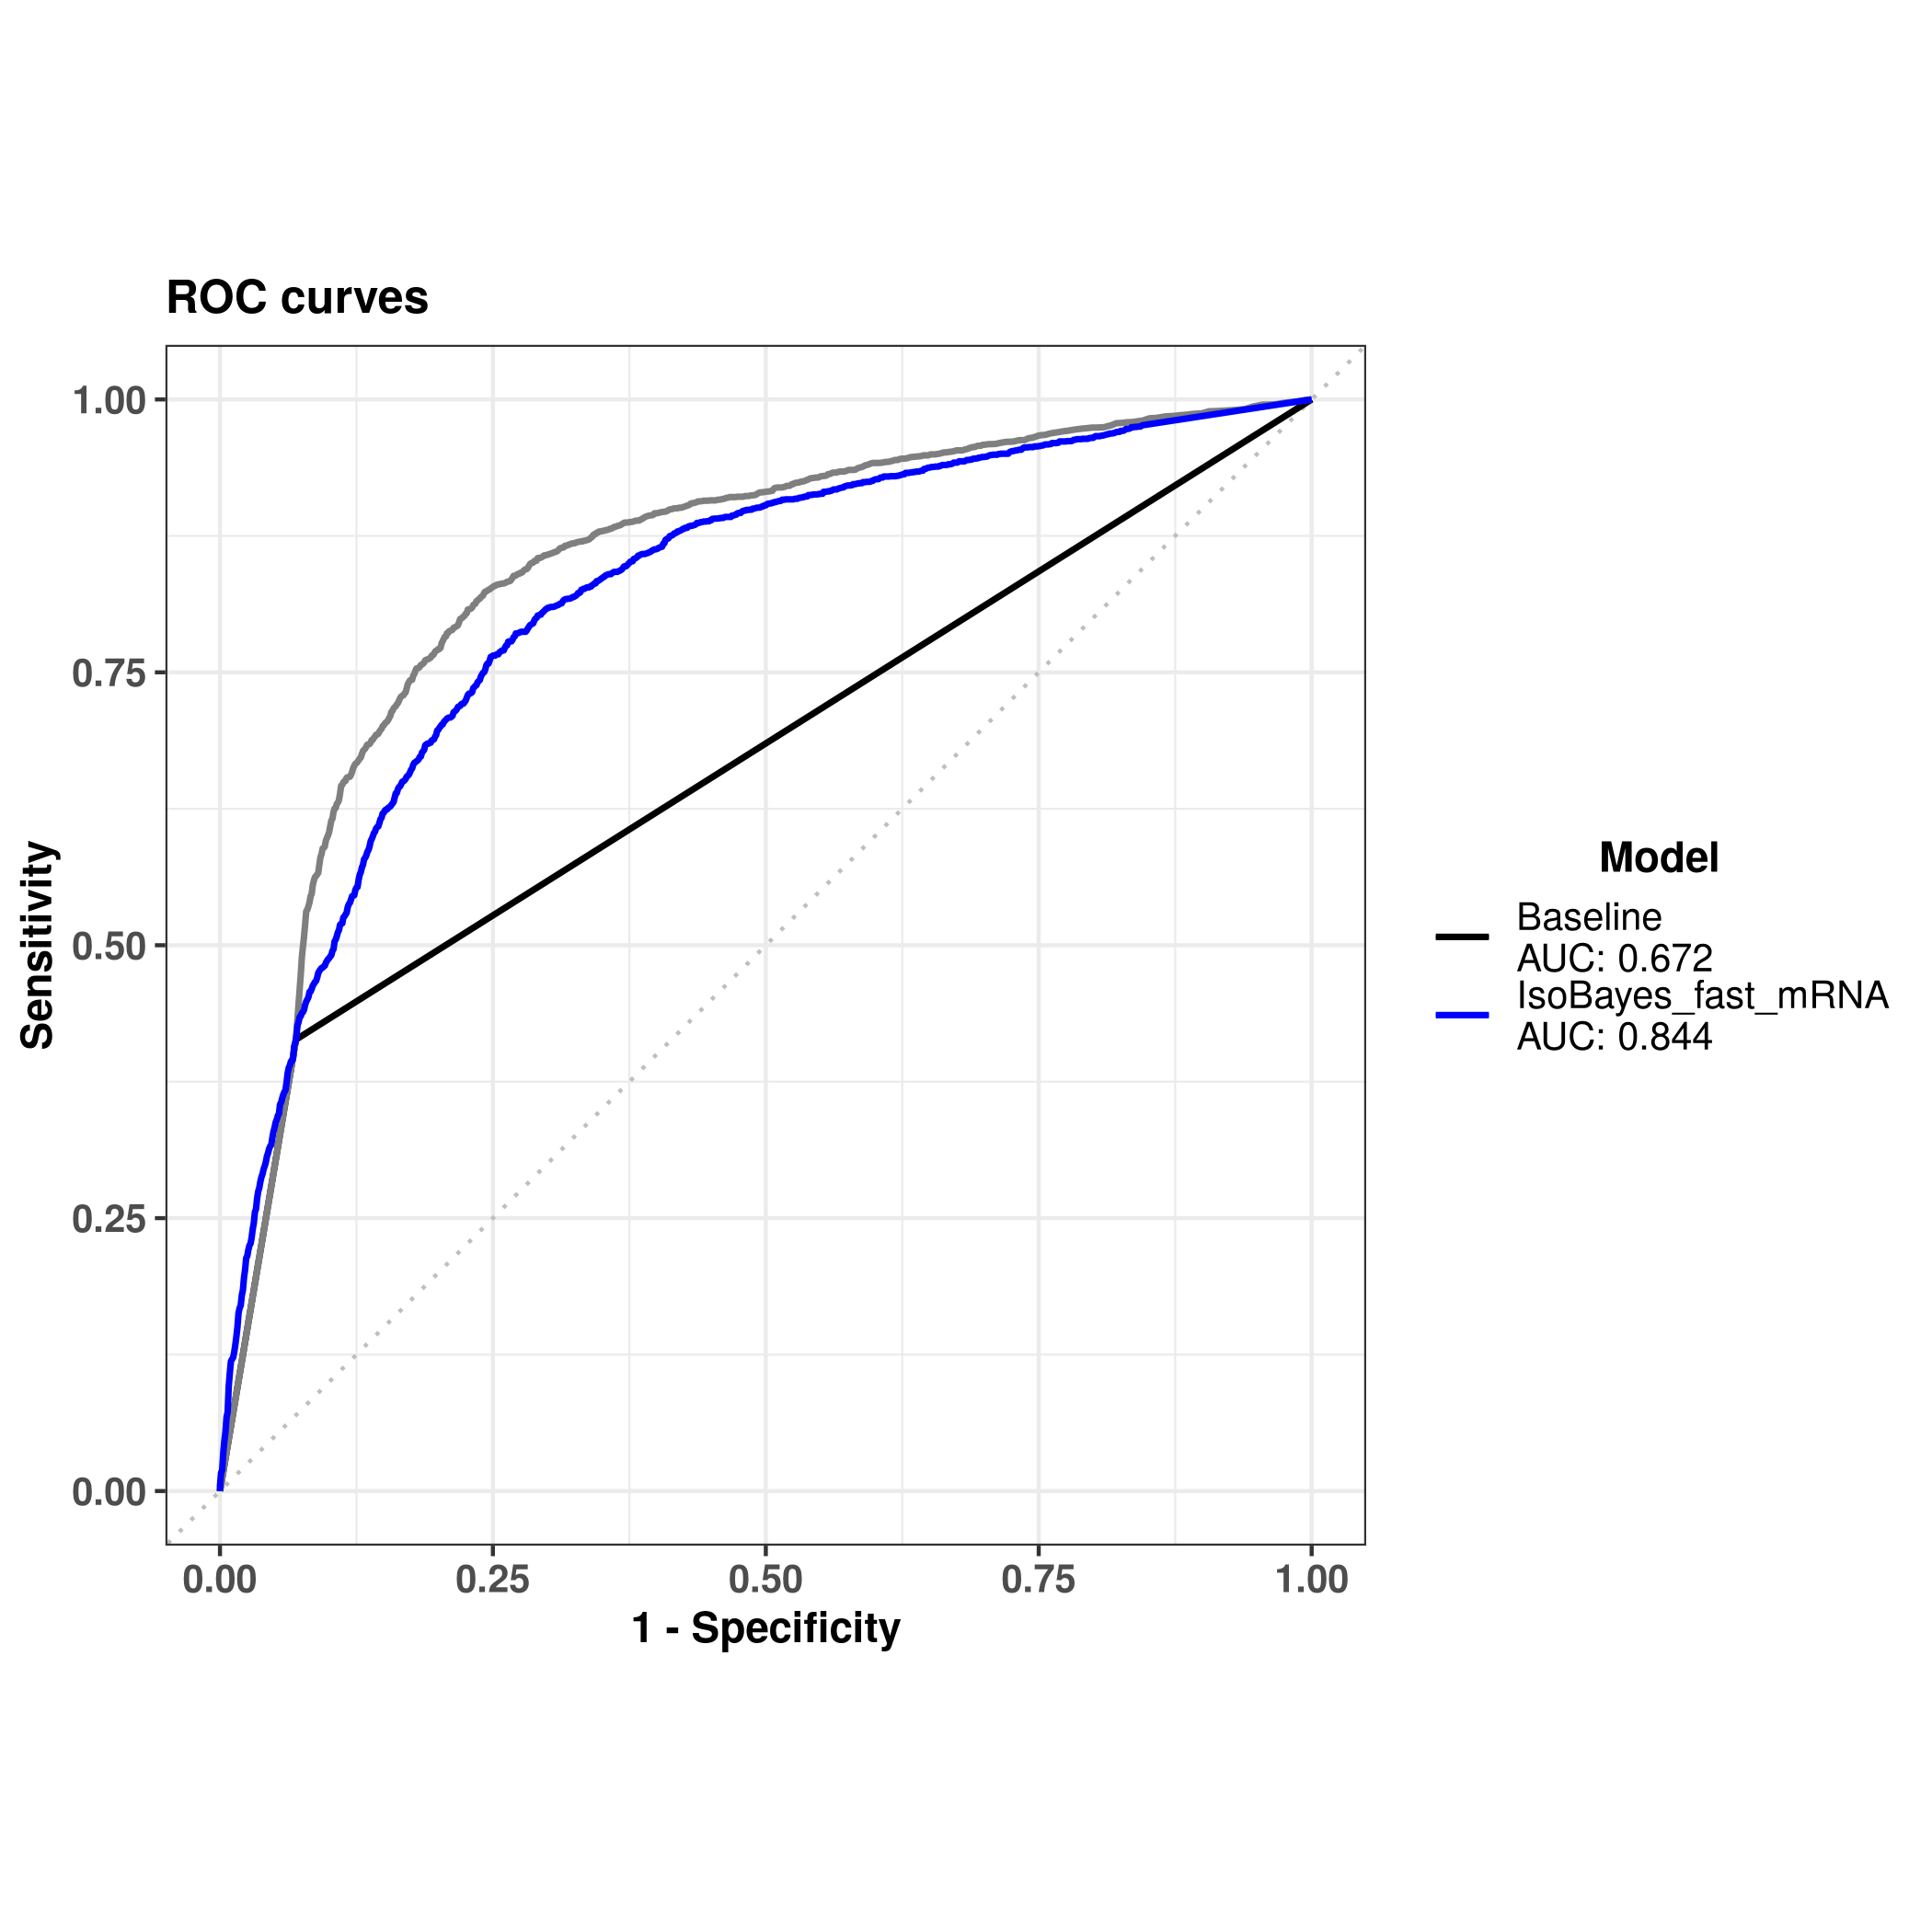 ROC curves
1.00
0.75
0.50
0.25
0.00
Sensitivity
0.00 0.25 0.50 0.75 1.00
1 - Specificity
Model
Baseline
AUC: 0.672
IsoBayes_fast_mRNA
AUC: 0.844